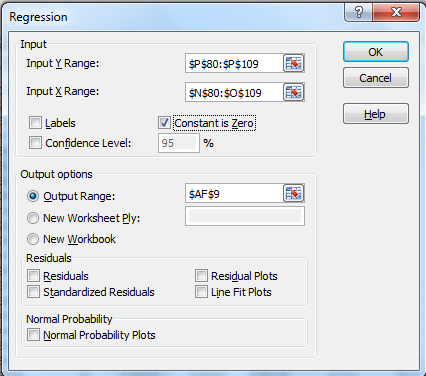 Regression
?
Input
Input Y Range:
$P$80:$P$109
OK
Cancel
Input X Range:
$N$80:$O$109
Help
Labels
Constant is Zero
Confidence Level:
95
%
Output options
Output Range:
$AF$9
New Worksheet Ply:
New Workbook
Residuals
Residuals
Residual Plots
Standardized Residuals
Line Fit Plots
Normal Probability
Normal Probability Plots